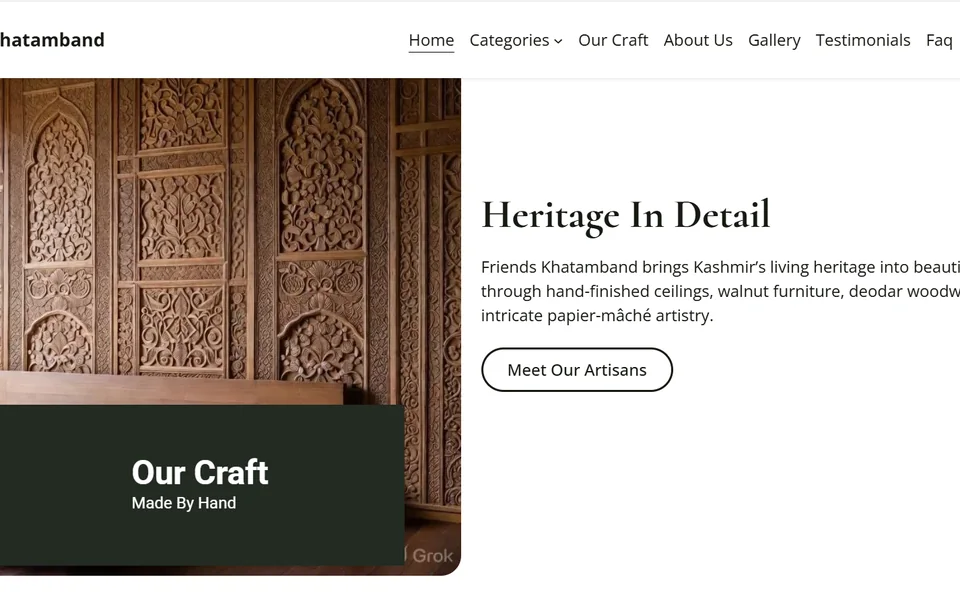 hatamband
Home Categories Our Craft About Us Gallery Testimonials Faq
Heritage In Detail
Friends Khatamband brings Kashmir’s living heritage into beauti
through hand-finished ceilings, walnut furniture, deodar woodw
intricate papier-mâché artistry.
Meet Our Artisans
Our Craft
Made By Hand
Grok